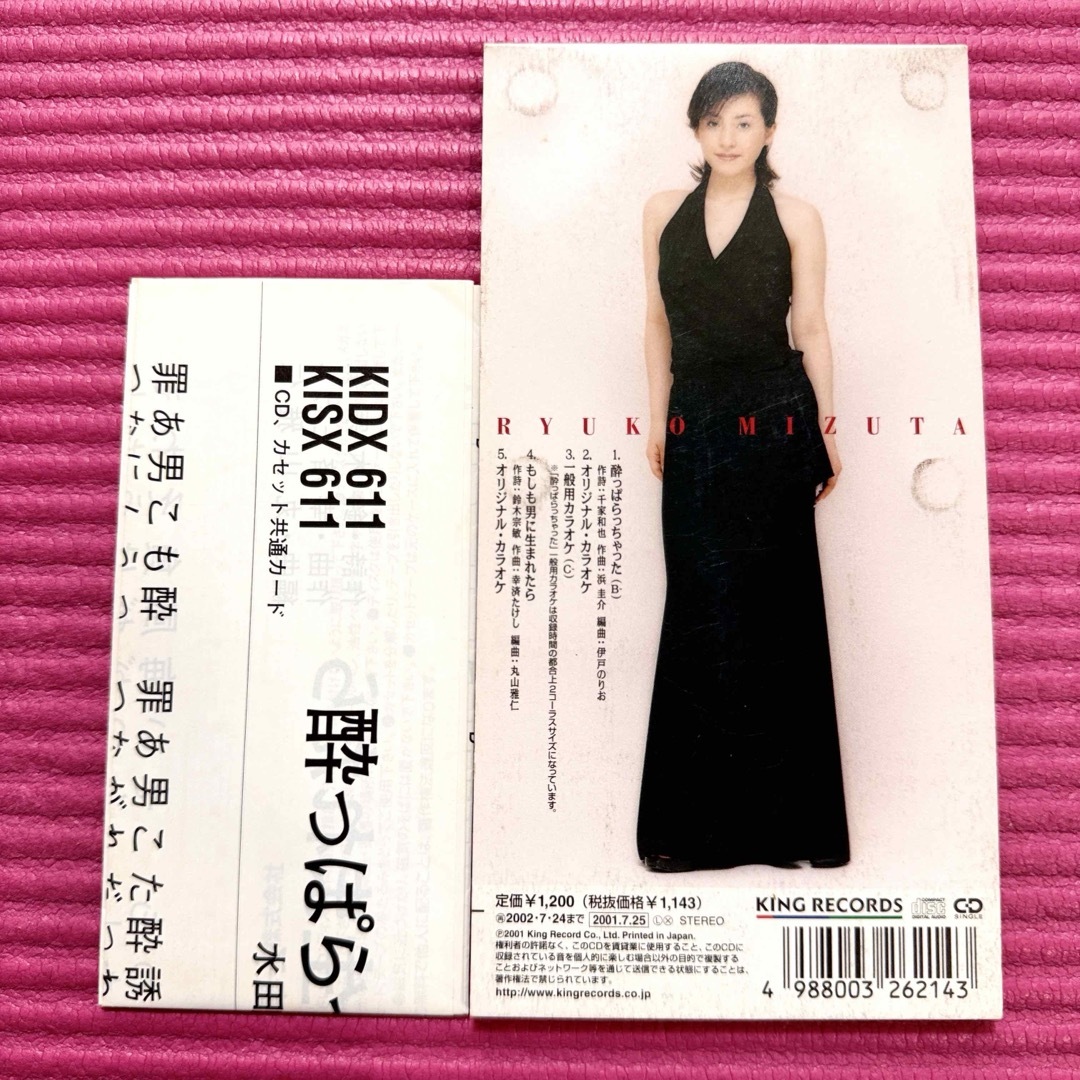 KIDX 611
KISX 611
■CD、カセット共通カード
酔っぱらっ
水田
RYUKO MIZUTA
1. 酔っぱらっちゃった(B♭)
作詩：千家和也 作曲：浜 圭介 編曲：伊戸のりお
2. オリジナル・カラオケ
3. 一般用カラオケ(C)
※「酔っぱらっちゃった」一般用カラオケは収録時間の都合上2コーラスサイズになっています。
4. もしも男に生まれたら
作詩：鈴木宗敏 作曲：幸済たけし 編曲：丸山雅仁
5. オリジナル・カラオケ
定価￥1,200（税抜価格￥1,143）
再2002・7・24まで 2001.7.25 Ⓛ Ⓧ STEREO
Ⓟ2001 King Record Co., Ltd. Printed in Japan.
権利者の許諾なく、このCDを賃貸業に使用すること、このCDに
収録されている音を個人的に楽しむ場合以外の目的で複製する
ことおよびネットワーク等を通じて送信できる状態にすることは、
著作権法で禁じられています。
http://www.kingrecords.co.jp
KING RECORDS
COMPACT
disc
DIGITAL AUDIO
CD
SINGLE
4 988003 262143